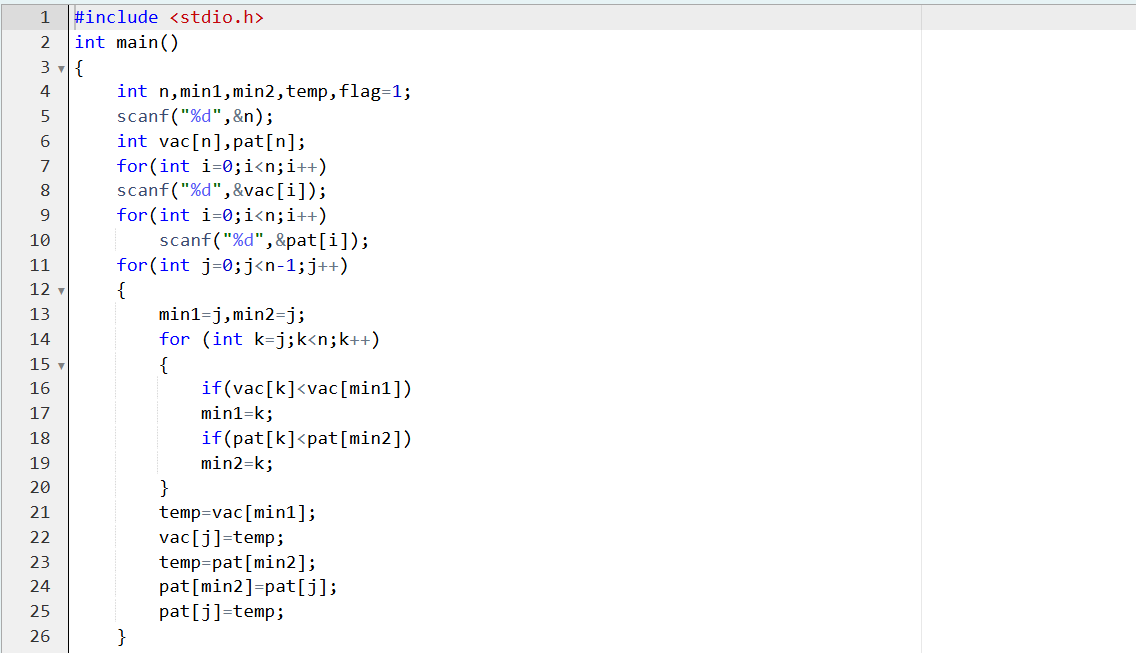 1 #include <stdio.h>
2 int main()
3 {
4 int n,min1,min2,temp,flag=1;
5 scanf("%d",&n);
6 int vac[n],pat[n];
7 for(int i=0;i<n;i++)
8 scanf("%d",&vac[i]);
9 for(int i=0;i<n;i++)
10 scanf("%d",&pat[i]);
11 for(int j=0;j<n-1;j++)
12 {
13 min1=j,min2=j;
14 for (int k=j;k<n;k++)
15 {
16 if(vac[k]<vac[min1])
17 min1=k;
18 if(pat[k]<pat[min2])
19 min2=k;
20 }
21 temp=vac[min1];
22 vac[j]=temp;
23 temp=pat[min2];
24 pat[min2]=pat[j];
25 pat[j]=temp;
26 }